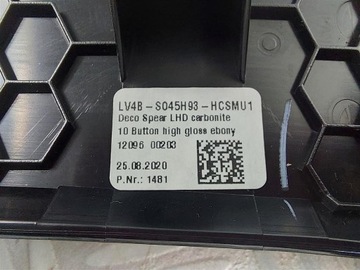 LV4B-S045H93-HCSMU1
Deco Spear LHD carbonite
10 Button high gloss ebony
12096 00203
25.08.2020
P.Nr.: 1481